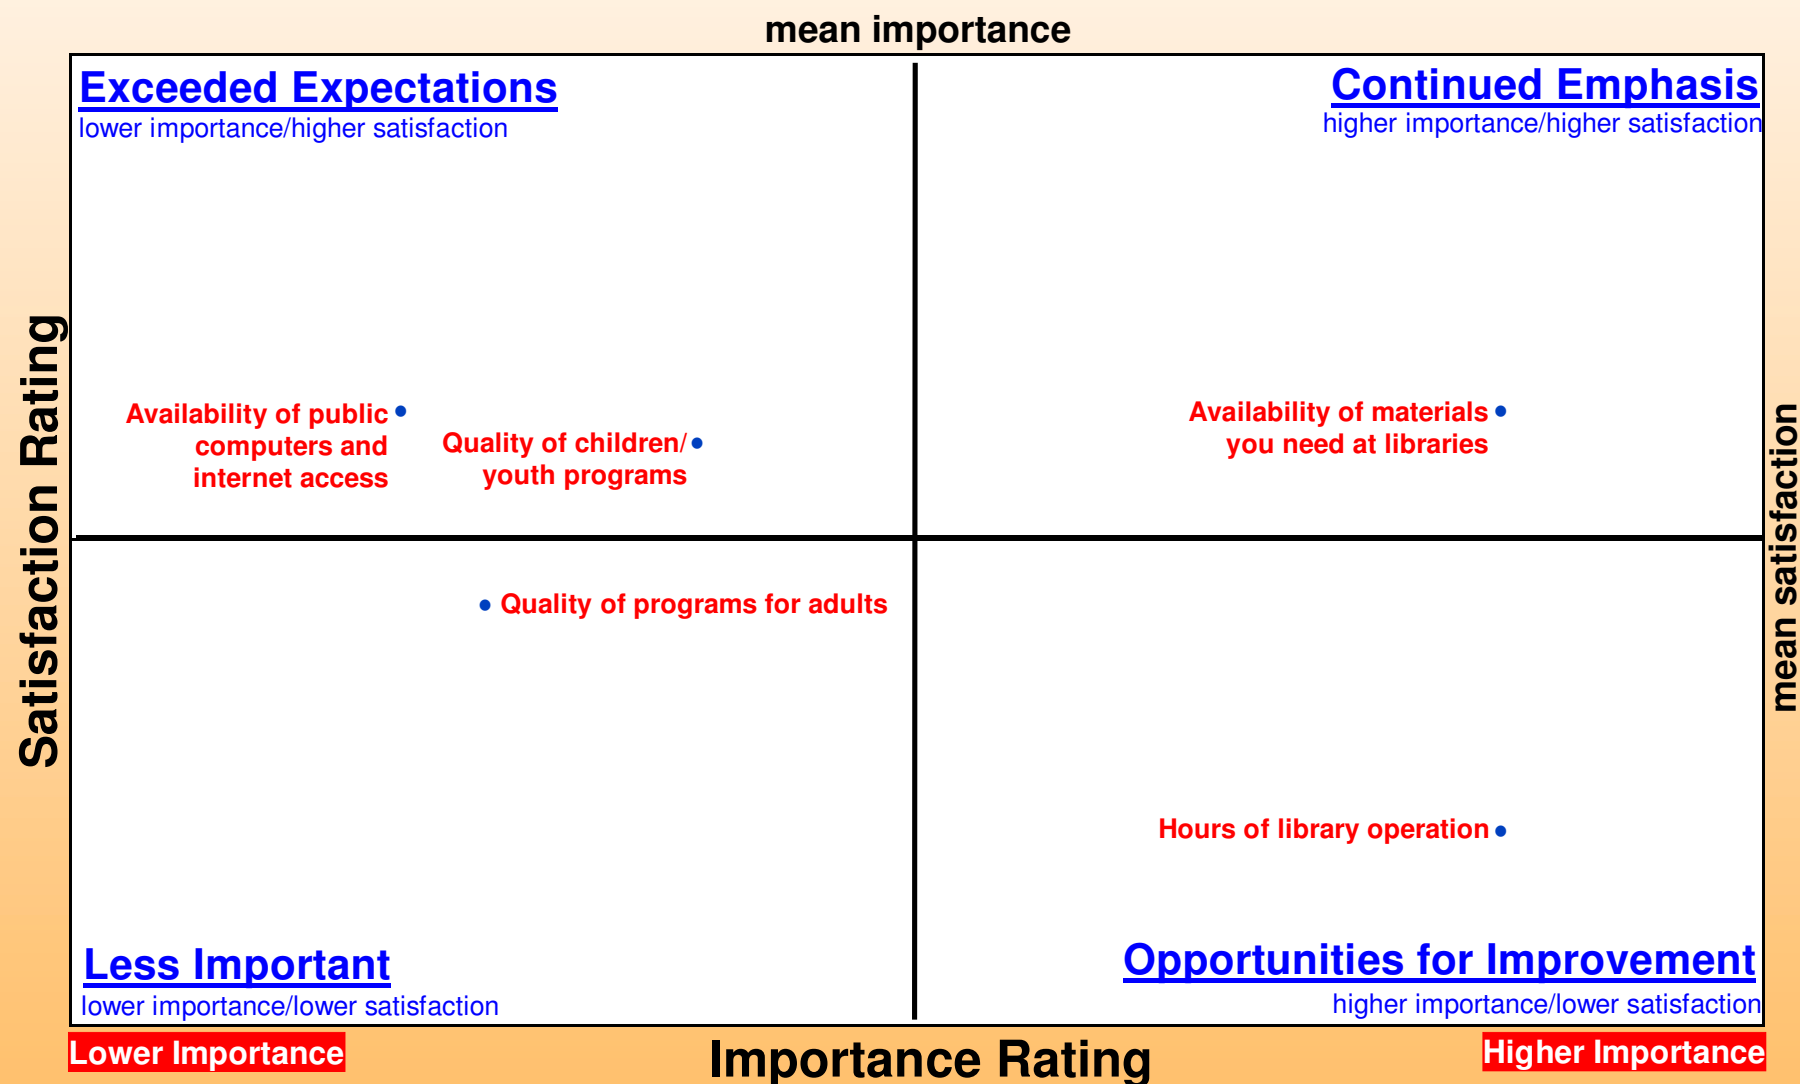 mean importance
Exceeded Expectations
lower importance/higher satisfaction
Continued Emphasis
higher importance/higher satisfaction
Satisfaction Rating
mean satisfaction
Availability of public
computers and
internet access
Quality of children/
youth programs
Availability of materials
you need at libraries
Quality of programs for adults
Hours of library operation
Less Important
lower importance/lower satisfaction
Opportunities for Improvement
higher importance/lower satisfaction
Lower Importance
Importance Rating
Higher Importance